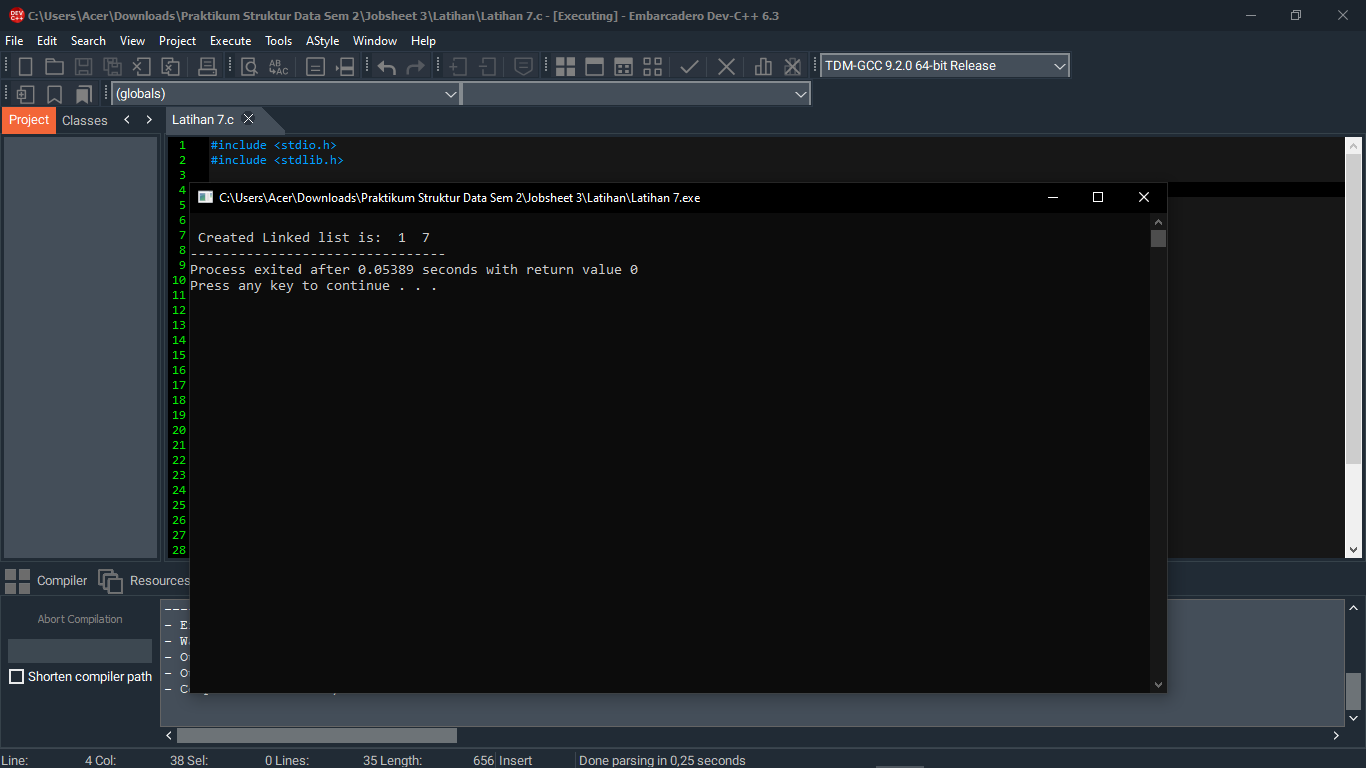 C:\Users\Acer\Downloads\Praktikum Struktur Data Sem 2\Jobsheet 3\Latihan\Latihan 7.c - [Executing] - Embarcadero Dev-C++ 6.3
File Edit Search View Project Execute Tools AStyle Window Help
TDM-GCC 9.2.0 64-bit Release
(globals)
Project Classes Latihan 7.c
1 #include <stdio.h>
2 #include <stdlib.h>
3
4
5
6
7
8
9
10
11
12
13
14
15
16
17
18
19
20
21
22
23
24
25
26
27
28
C:\Users\Acer\Downloads\Praktikum Struktur Data Sem 2\Jobsheet 3\Latihan\Latihan 7.exe
Created Linked list is:  1  7
--------------------------------
Process exited after 0.05389 seconds with return value 0
Press any key to continue . . .
Compiler Resources
Abort Compilation
Shorten compiler path
---
- E
- W
- O
- O
- C
Line: 4 Col: 38 Sel: 0 Lines: 35 Length: 656 Insert Done parsing in 0,25 seconds